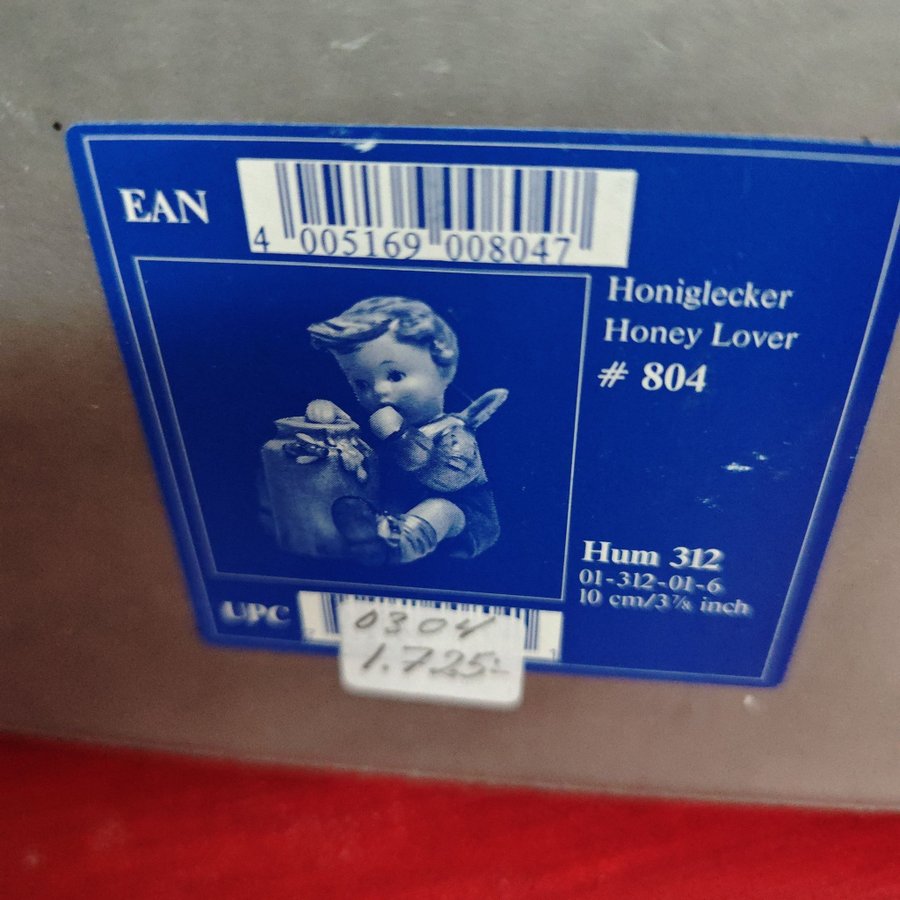 EAN
4 005169 008047
Honiglecker
Honey Lover
# 804
Hum 312
01-312-01-6
10 cm/3⅞ inch
UPC
0304
1.725:-